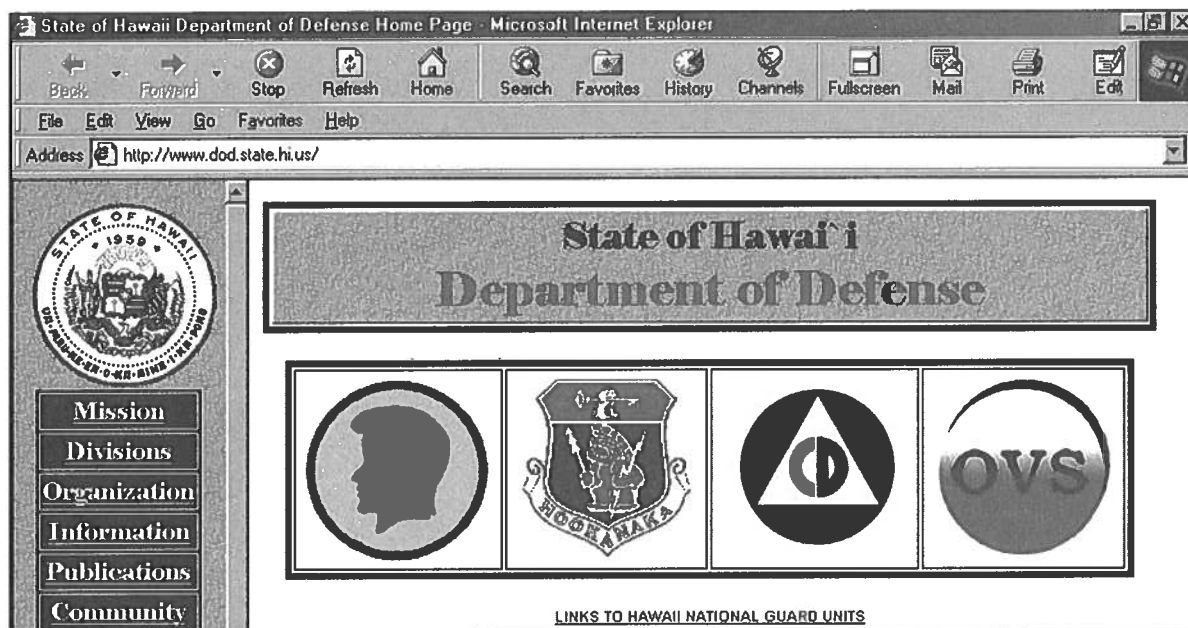 State of Hawaii Department of Defense Home Page - Microsoft Internet Explorer
Back Forward Stop Refresh Home Search Favorites History Channels Fullscreen Mail Print Edit
File Edit View Go Favorites Help
Address http://www.dod.state.hi.us/
STATE OF HAWAII
1959
State of Hawai`i
Department of Defense
Mission
Divisions
Organization
Information
Publications
Community
HOOKANAKA
CD
OVS
LINKS TO HAWAII NATIONAL GUARD UNITS